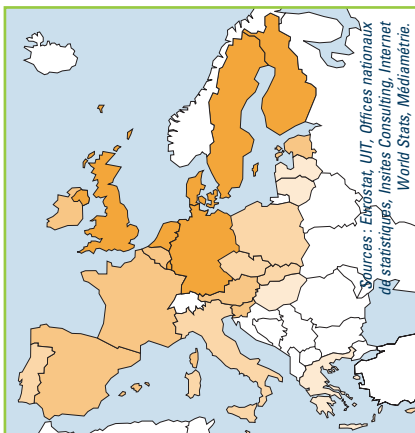 Sources : Eurostat, UIT, Offices nationaux
de statistiques, Insites Consulting, Internet
World Stats, Médiamétrie.